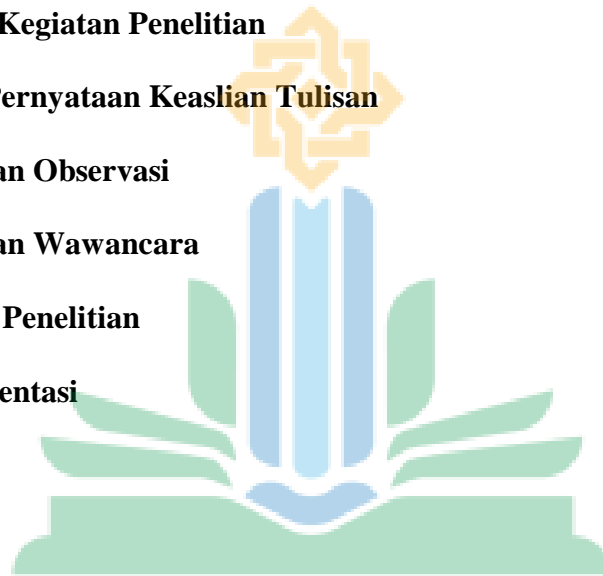 Kegiatan Penelitian
Pernyataan Keaslian Tulisan
an Observasi
an Wawancara
Penelitian
entasi